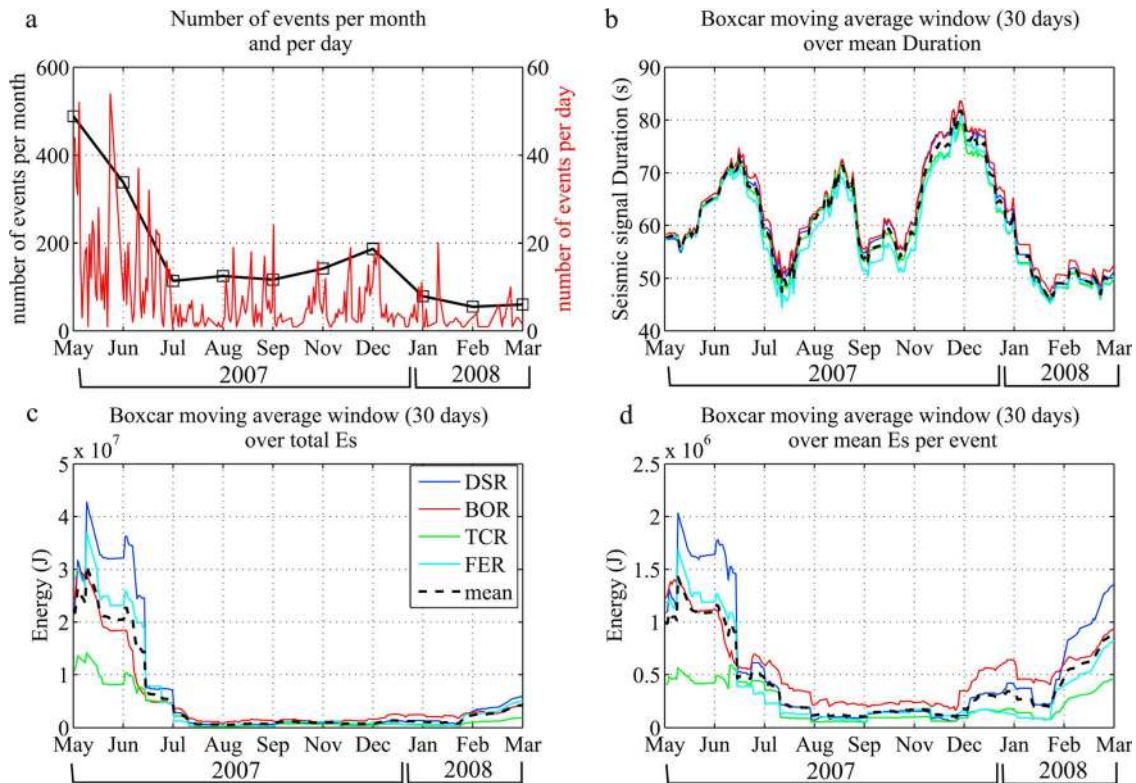 a
Number of events per month
and per day
number of events per month
600
400
200
0
60
40
20
0
number of events per day
May Jun Jul Aug Sep Nov Dec Jan Feb Mar
2007 2008
b
Boxcar moving average window (30 days)
over mean Duration
Seismic signal Duration (s)
90
80
70
60
50
40
May Jun Jul Aug Sep Nov Dec Jan Feb Mar
2007 2008
c
Boxcar moving average window (30 days)
over total Es
x 10^7
Energy (J)
5
4
3
2
1
0
DSR
BOR
TCR
FER
mean
May Jun Jul Aug Sep Nov Dec Jan Feb Mar
2007 2008
d
Boxcar moving average window (30 days)
over mean Es per event
x 10^6
Energy (J)
2.5
2
1.5
1
0.5
0
May Jun Jul Aug Sep Nov Dec Jan Feb Mar
2007 2008